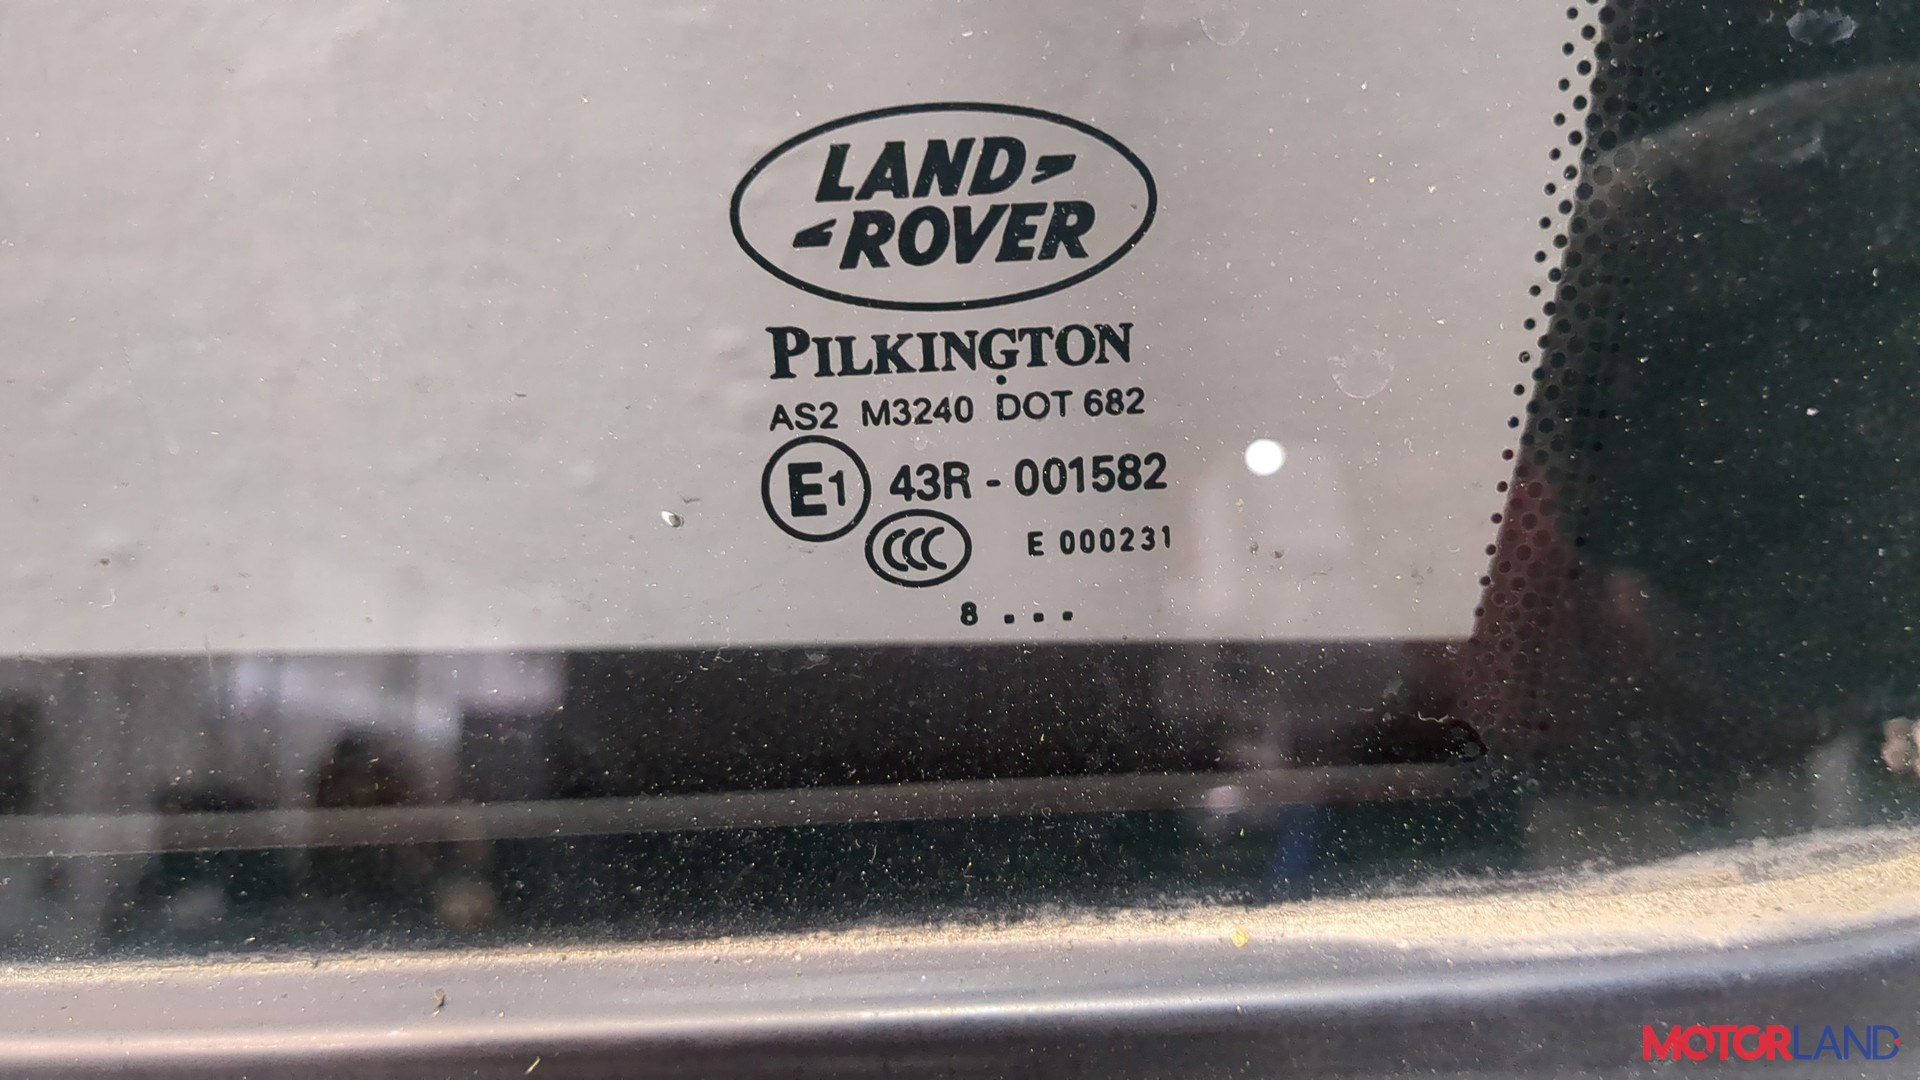 LAND
ROVER
PILKINGTON
AS2 M3240 DOT 682
E1 43R - 001582
CCC E 000231
8 ...
MOTORLAND